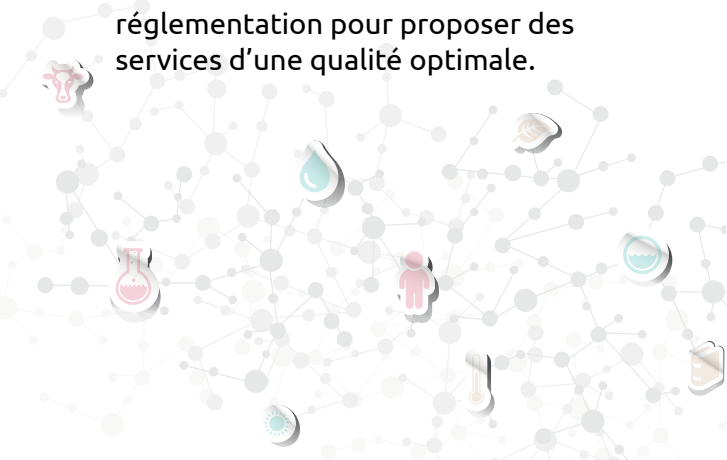 réglementation pour proposer des
services d’une qualité optimale.